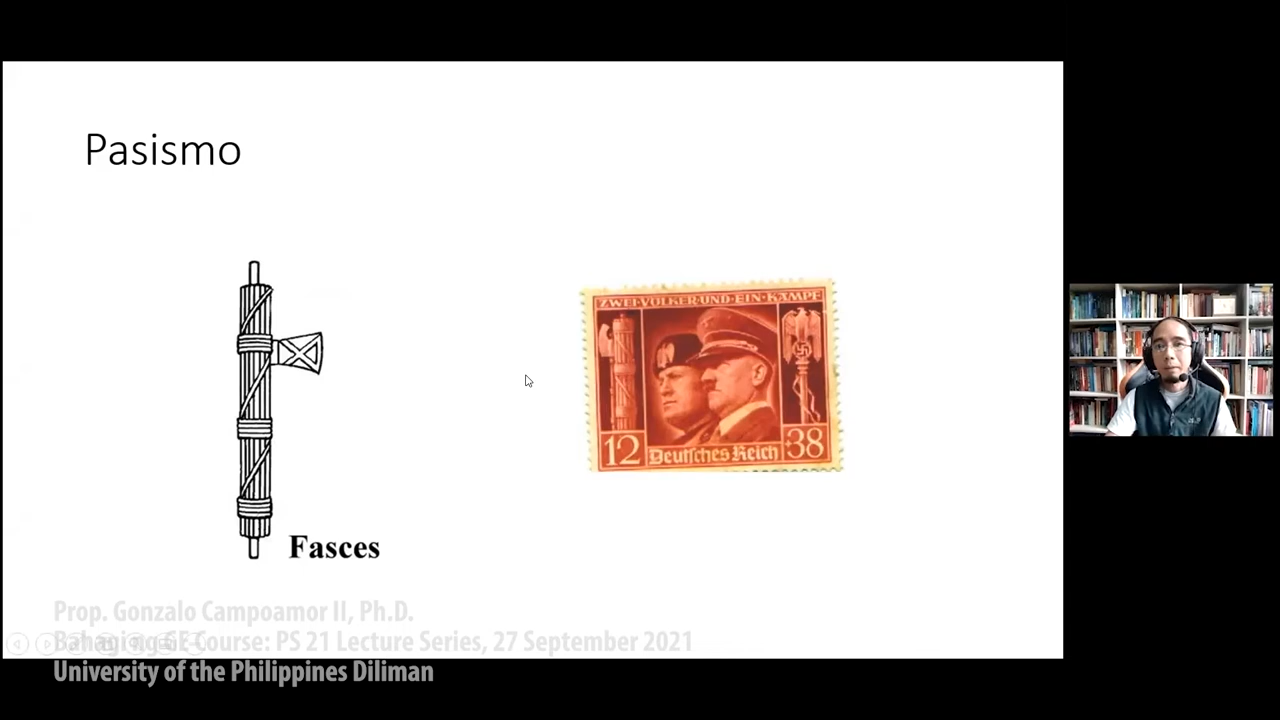 Pasismo
ZWEI·VÖLKER·UND·EIN·KAMPF
12
Deutsches Reich
+38
Fasces
Prop. Gonzalo Campoamor II, Ph.D.
Bahaging GE Course: PS 21 Lecture Series, 27 September 2021
University of the Philippines Diliman